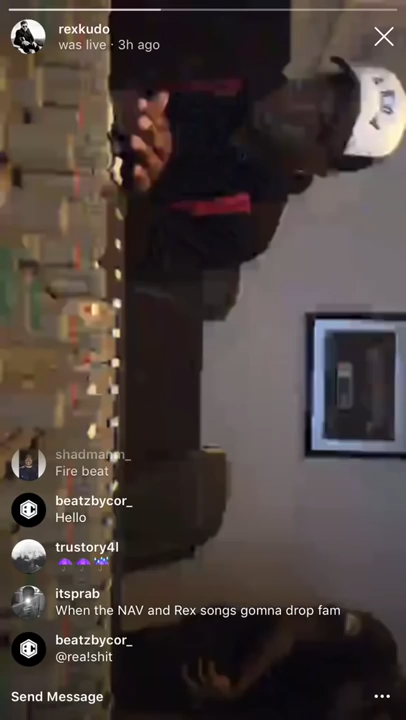 rexkudo
was live · 3h ago
shadmann_
Fire beat
beatzbycor_
Hello
trustory4l
☂️☂️☔
itsprab
When the NAV and Rex songs gomna drop fam
beatzbycor_
@rea!shit
Send Message